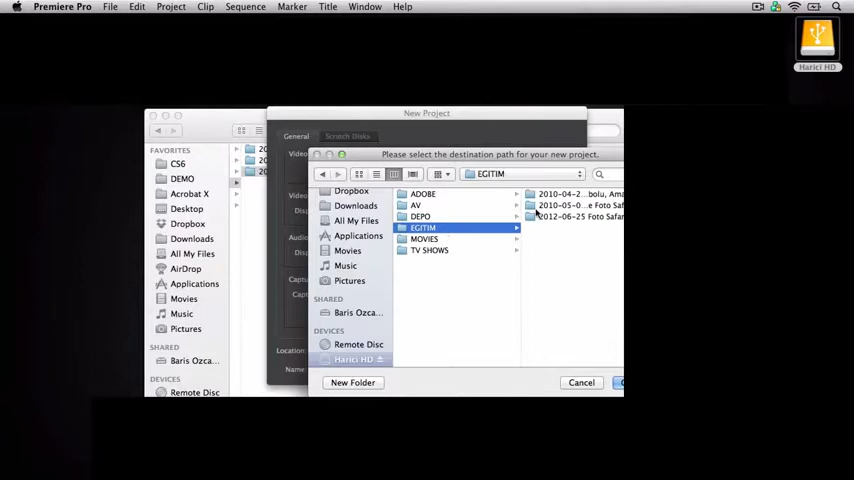 Premiere Pro File Edit Project Clip Sequence Marker Title Window Help
Harici HD
New Project
FAVORITES
CS6
DEMO
Acrobat X
Desktop
Dropbox
Downloads
All My Files
AirDrop
Applications
Movies
Music
Pictures
SHARED
Baris Ozca...
DEVICES
Remote Disc
General
Scratch Disks
Location:
Name:
Please select the destination path for your new project.
EGITIM
Dropbox
Downloads
All My Files
Applications
Movies
Music
Pictures
SHARED
Baris Ozca...
DEVICES
Remote Disc
Harici HD
ADOBE
AV
DEPO
EGITIM
MOVIES
TV SHOWS
2010-04-2...bolu, Ama
2010-05-0...e Foto Saf
2012-06-25 Foto Safar
New Folder
Cancel